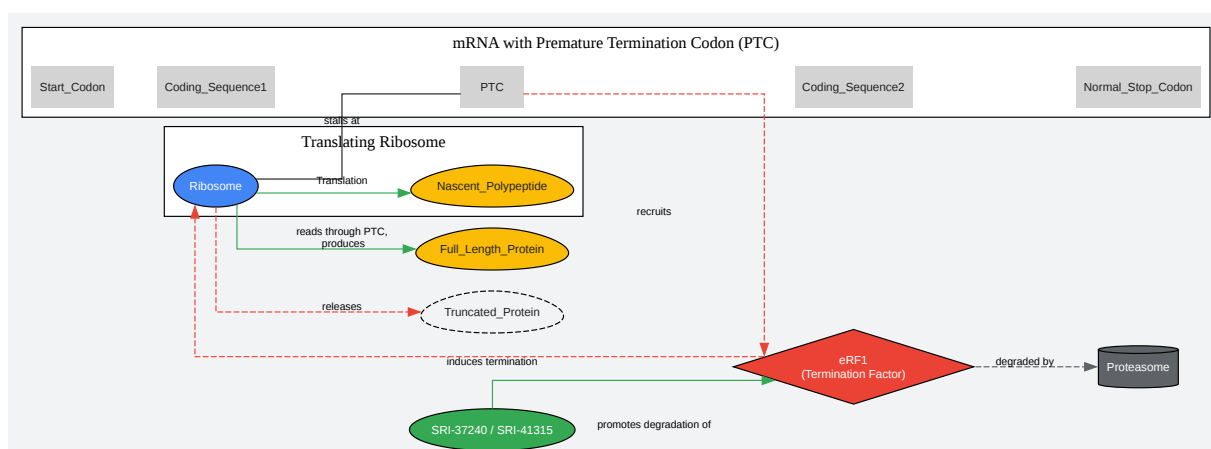 mRNA with Premature Termination Codon (PTC)
Start_Codon
Coding_Sequence1
PTC
Coding_Sequence2
Normal_Stop_Codon
stalls at
Translating Ribosome
Ribosome
Translation
Nascent_Polypeptide
recruits
reads through PTC,
produces
Full_Length_Protein
releases
Truncated_Protein
induces termination
eRF1
(Termination Factor)
degraded by
Proteasome
SRI-37240 / SRI-41315
promotes degradation of